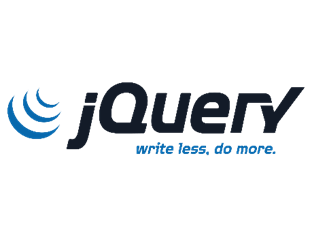 jQuery
write less, do more.